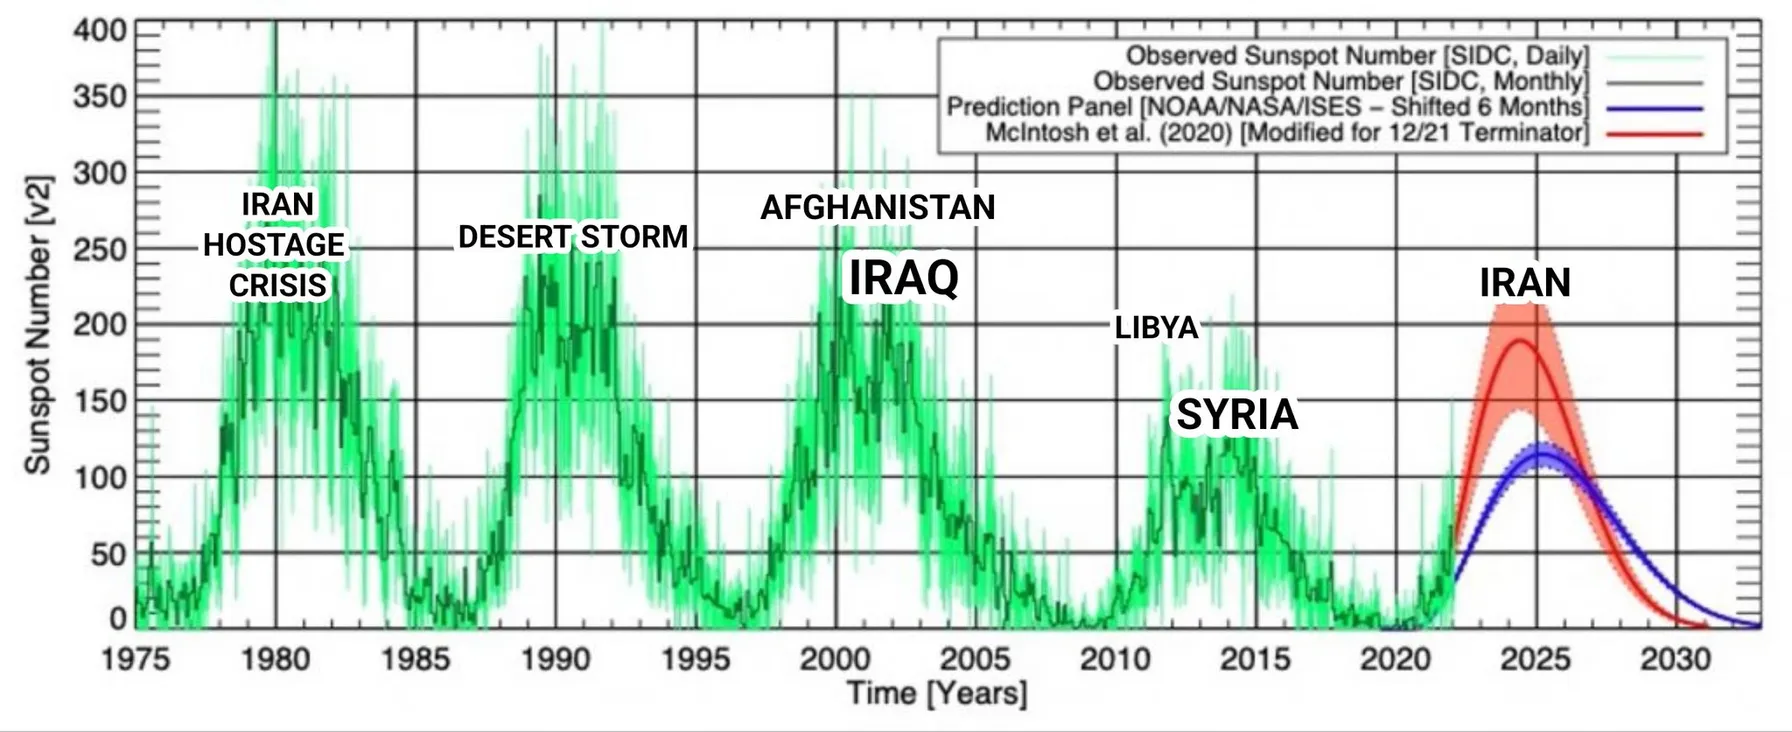 400
350
300
250
200
150
100
50
0
Sunspot Number [v2]
Observed Sunspot Number [SIDC, Daily]
Observed Sunspot Number [SIDC, Monthly]
Prediction Panel [NOAA/NASA/ISES – Shifted 6 Months]
McIntosh et al. (2020) [Modified for 12/21 Terminator]
IRAN
HOSTAGE
CRISIS
DESERT STORM
AFGHANISTAN
IRAQ
LIBYA
SYRIA
IRAN
1975 1980 1985 1990 1995 2000 2005 2010 2015 2020 2025 2030
Time [Years]